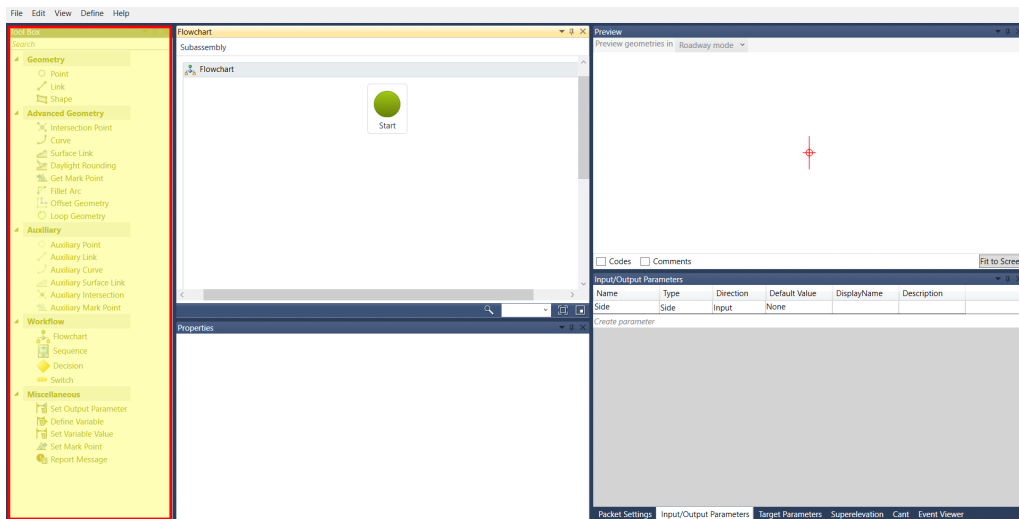 File Edit View Define Help
Tool Box
Search
Geometry
Point
Link
Shape
Advanced Geometry
Intersection Point
Curve
Surface Link
Daylight Rounding
Get Mark Point
Fillet Arc
Offset Geometry
Loop Geometry
Auxiliary
Auxiliary Point
Auxiliary Link
Auxiliary Curve
Auxiliary Surface Link
Auxiliary Intersection
Auxiliary Mark Point
Workflow
Flowchart
Sequence
Decision
Switch
Miscellaneous
Set Output Parameter
Define Variable
Set Variable Value
Set Mark Point
Report Message
Flowchart
Subassembly
Flowchart
Start
Properties
Preview
Preview geometries in Roadway mode
Codes Comments Fit to Scree
Input/Output Parameters
Name Type Direction Default Value DisplayName Description
Side Side Input None
Create parameter
Packet Settings Input/Output Parameters Target Parameters Superelevation Cant Event Viewer